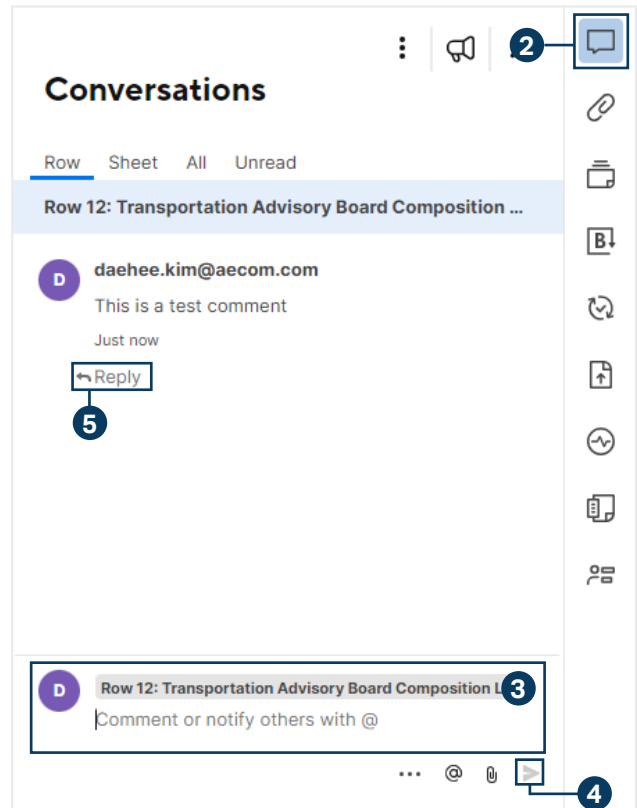 2
Conversations
Row Sheet All Unread
Row 12: Transportation Advisory Board Composition ...
D
daehee.kim@aecom.com
This is a test comment
Just now
Reply
5
D
Row 12: Transportation Advisory Board Composition L
3
Comment or notify others with @
... @
4
B